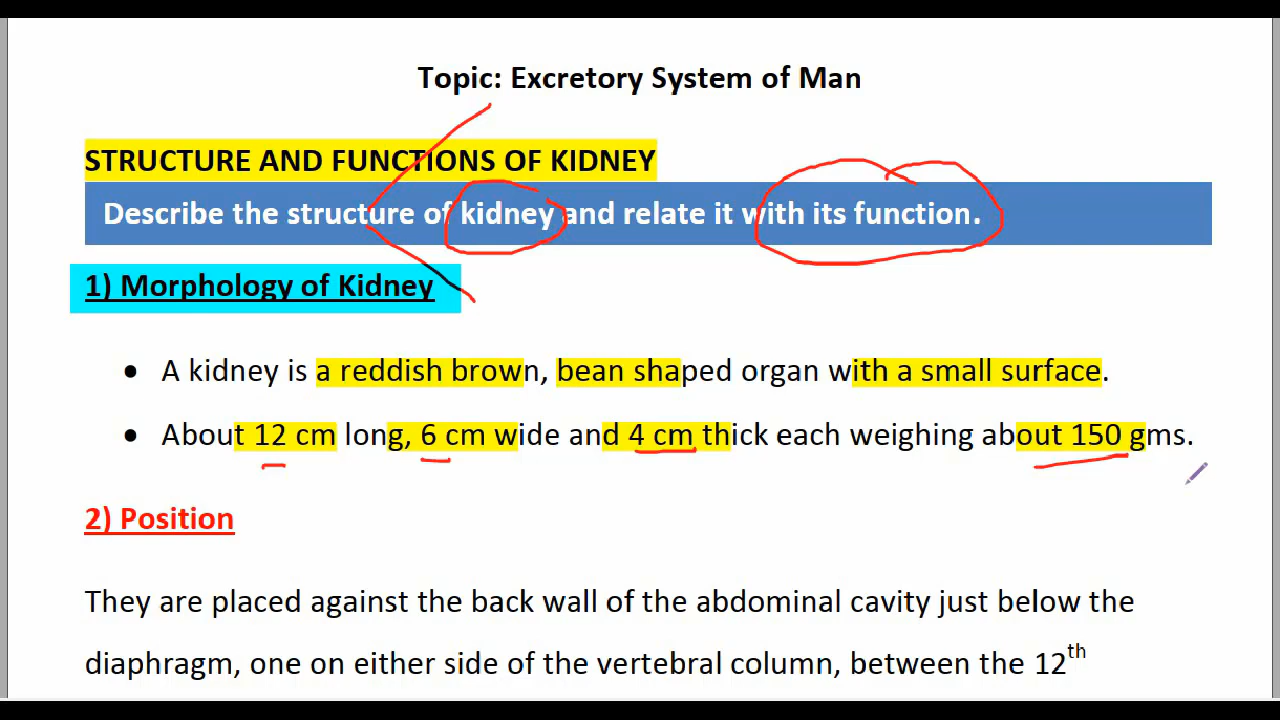 Topic: Excretory System of Man
STRUCTURE AND FUNCTIONS OF KIDNEY
Describe the structure of kidney and relate it with its function.
1) Morphology of Kidney
• A kidney is a reddish brown, bean shaped organ with a small surface.
• About 12 cm long, 6 cm wide and 4 cm thick each weighing about 150 gms.
2) Position
They are placed against the back wall of the abdominal cavity just below the
diaphragm, one on either side of the vertebral column, between the 12th